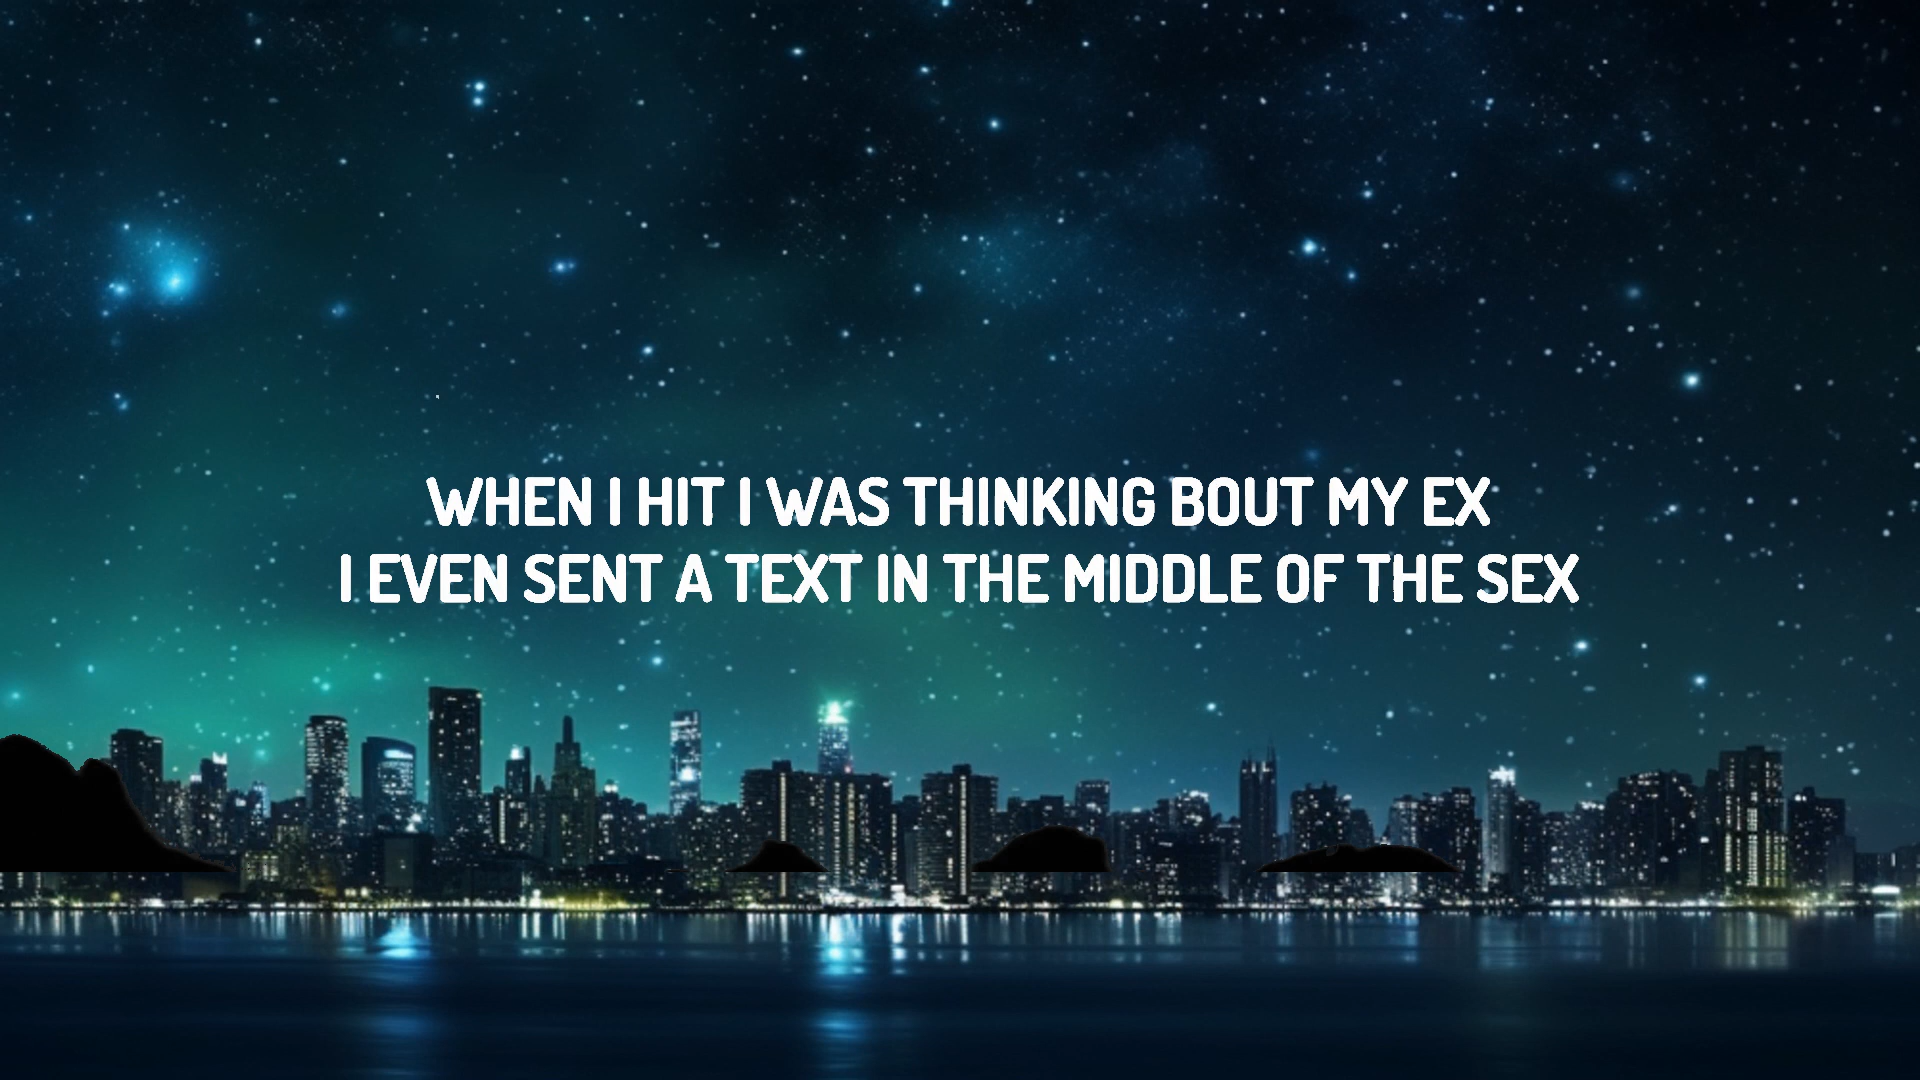 WHEN I HIT I WAS THINKING BOUT MY EX
I EVEN SENT A TEXT IN THE MIDDLE OF THE SEX